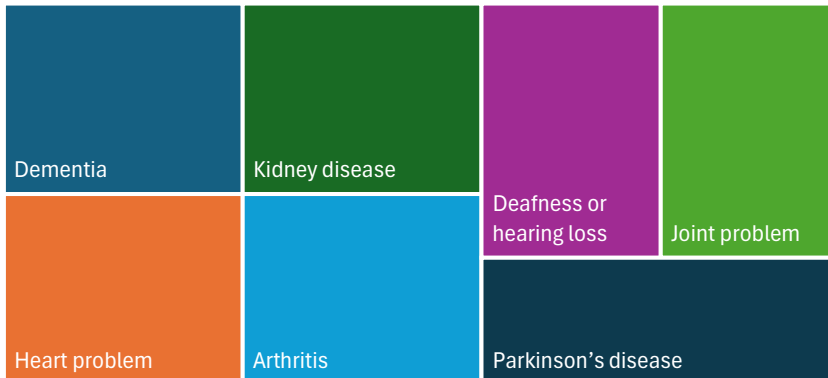 Dementia
Kidney disease
Deafness or
hearing loss
Joint problem
Heart problem
Arthritis
Parkinson’s disease